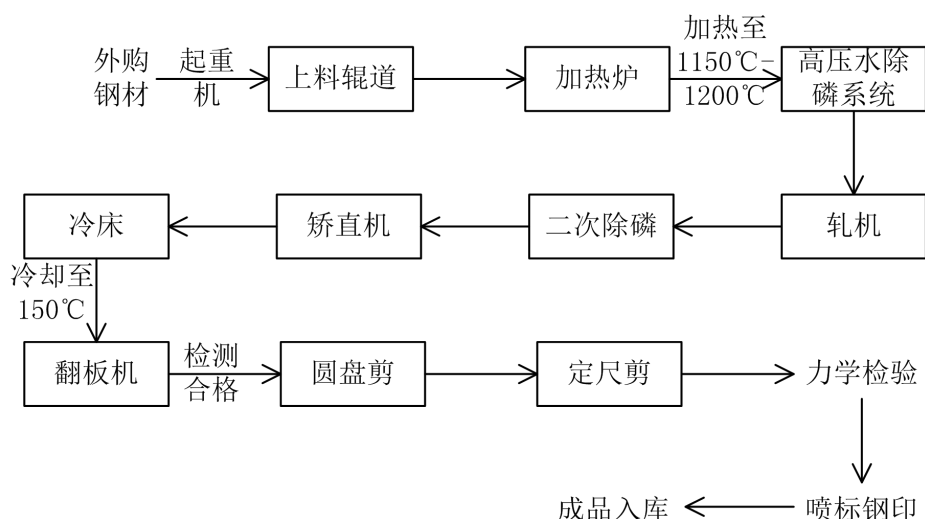 外购
钢材
起重
机
上料辊道
加热炉
加热至
1150℃-
1200℃
高压水除
磷系统
轧机
二次除磷
矫直机
冷床
冷却至
150℃
翻板机
检测
合格
圆盘剪
定尺剪
力学检验
喷标钢印
成品入库